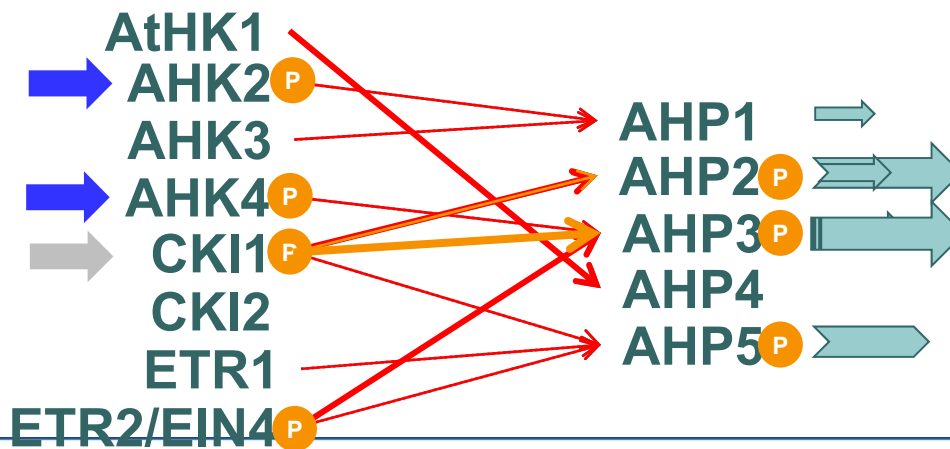 AtHK1
AHK2 P
AHK3
AHK4 P
CKI1 P
CKI2
ETR1
ETR2/EIN4 P
AHP1
AHP2 P
AHP3 P
AHP4
AHP5 P